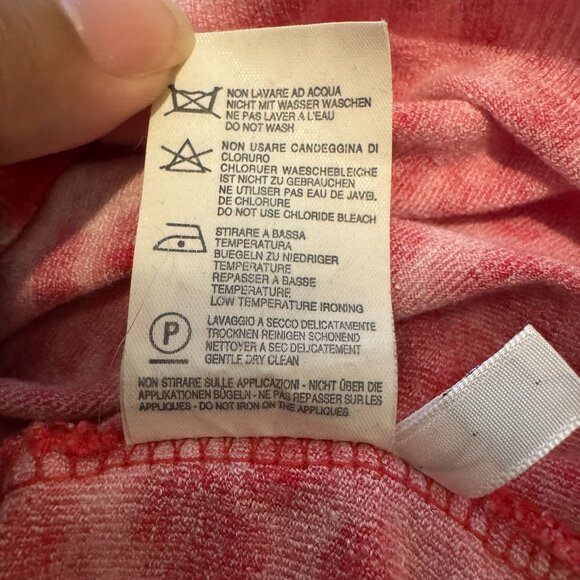 NON LAVARE AD ACQUA
NICHT MIT WASSER WASCHEN
NE PAS LAVER A L'EAU
DO NOT WASH
NON USARE CANDEGGINA DI
CLORURO
CHLORUER WAESCHEBLEICHE
IST NICHT ZU GEBRAUCHEN
NE UTILISER PAS EAU DE JAVEL
DE CHLORURE
DO NOT USE CHLORIDE BLEACH
STIRARE A BASSA
TEMPERATURA
BUEGELN ZU NIEDRIGER
TEMPERATURE
REPASSER A BASSE
TEMPERATURE
LOW TEMPERATURE IRONING
P
LAVAGGIO A SECCO DELICATAMENTE
TROCKNEN REINIGEN SCHONEND
NETTOYER A SEC DELICATEMENT
GENTLE DRY CLEAN
NON STIRARE SULLE APPLICAZIONI - NICHT ÜBER DIE
APPLIKATIONEN BÜGELN - NE PAS REPASSER SUR LES
APPLIQUES - DO NOT IRON ON THE APPLIQUES